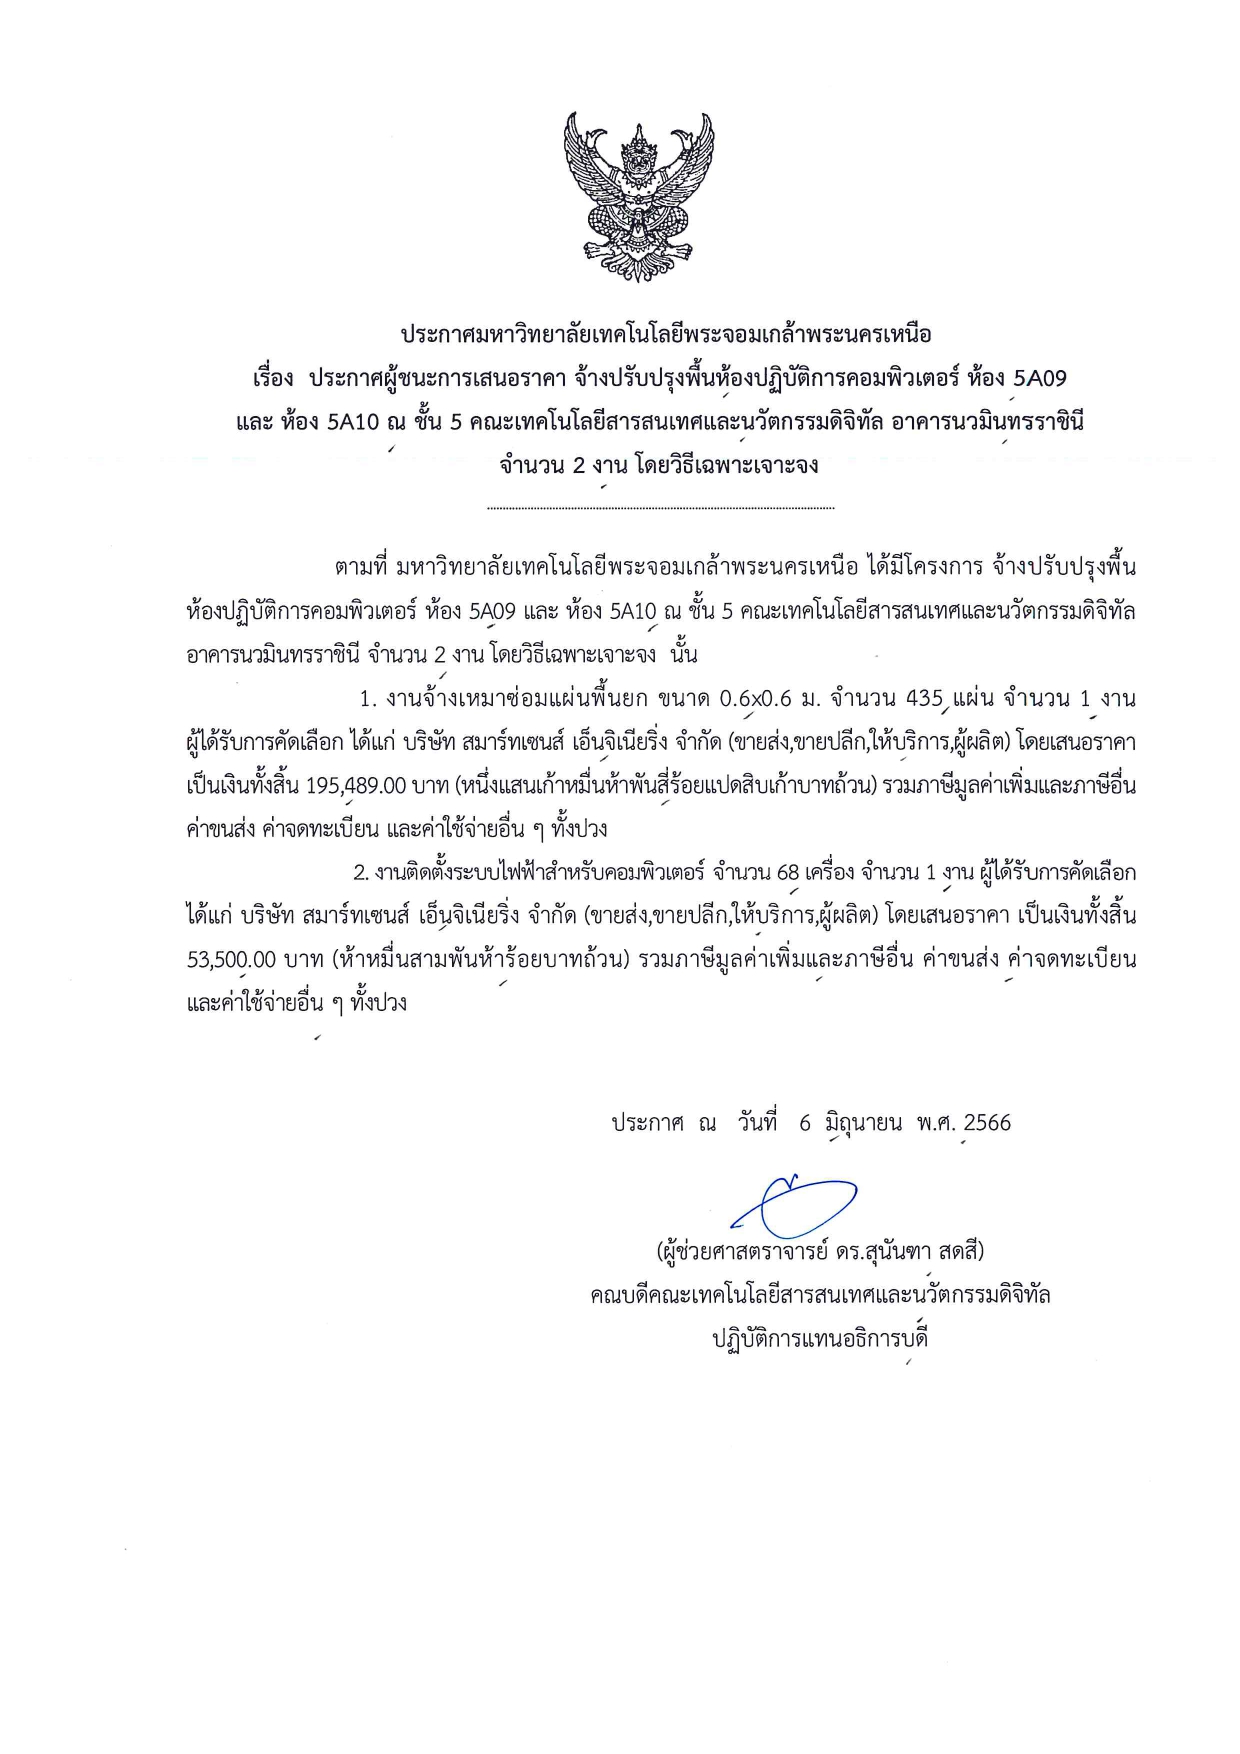 ประกาศมหาวิทยาลัยเทคโนโลยีพระจอมเกล้าพระนครเหนือ
เรื่อง ประกาศผู้ชนะการเสนอราคา จ้างปรับปรุงพื้นห้องปฏิบัติการคอมพิวเตอร์ ห้อง 5A09
และ ห้อง 5A10 ณ ชั้น 5 คณะเทคโนโลยีสารสนเทศและนวัตกรรมดิจิทัล อาคารนวมินทรราชินี
จำนวน 2 งาน โดยวิธีเฉพาะเจาะจง
ตามที่ มหาวิทยาลัยเทคโนโลยีพระจอมเกล้าพระนครเหนือ ได้มีโครงการ จ้างปรับปรุงพื้น
ห้องปฏิบัติการคอมพิวเตอร์ ห้อง 5A09 และ ห้อง 5A10 ณ ชั้น 5 คณะเทคโนโลยีสารสนเทศและนวัตกรรมดิจิทัล
อาคารนวมินทรราชินี จำนวน 2 งาน โดยวิธีเฉพาะเจาะจง นั้น
1. งานจ้างเหมาซ่อมแผ่นพื้นยก ขนาด 0.6x0.6 ม. จำนวน 435 แผ่น จำนวน 1 งาน
ผู้ได้รับการคัดเลือก ได้แก่ บริษัท สมาร์ทเซนส์ เอ็นจิเนียริ่ง จำกัด (ขายส่ง,ขายปลีก,ให้บริการ,ผู้ผลิต) โดยเสนอราคา
เป็นเงินทั้งสิ้น 195,489.00 บาท (หนึ่งแสนเก้าหมื่นห้าพันสี่ร้อยแปดสิบเก้าบาทถ้วน) รวมภาษีมูลค่าเพิ่มและภาษีอื่น
ค่าขนส่ง ค่าจดทะเบียน และค่าใช้จ่ายอื่น ๆ ทั้งปวง
2. งานติดตั้งระบบไฟฟ้าสำหรับคอมพิวเตอร์ จำนวน 68 เครื่อง จำนวน 1 งาน ผู้ได้รับการคัดเลือก
ได้แก่ บริษัท สมาร์ทเซนส์ เอ็นจิเนียริ่ง จำกัด (ขายส่ง,ขายปลีก,ให้บริการ,ผู้ผลิต) โดยเสนอราคา เป็นเงินทั้งสิ้น
53,500.00 บาท (ห้าหมื่นสามพันห้าร้อยบาทถ้วน) รวมภาษีมูลค่าเพิ่มและภาษีอื่น ค่าขนส่ง ค่าจดทะเบียน
และค่าใช้จ่ายอื่น ๆ ทั้งปวง
ประกาศ ณ วันที่ 6 มิถุนายน พ.ศ. 2566
(ผู้ช่วยศาสตราจารย์ ดร.สุนันฑา สดสี)
คณบดีคณะเทคโนโลยีสารสนเทศและนวัตกรรมดิจิทัล
ปฏิบัติการแทนอธิการบดี